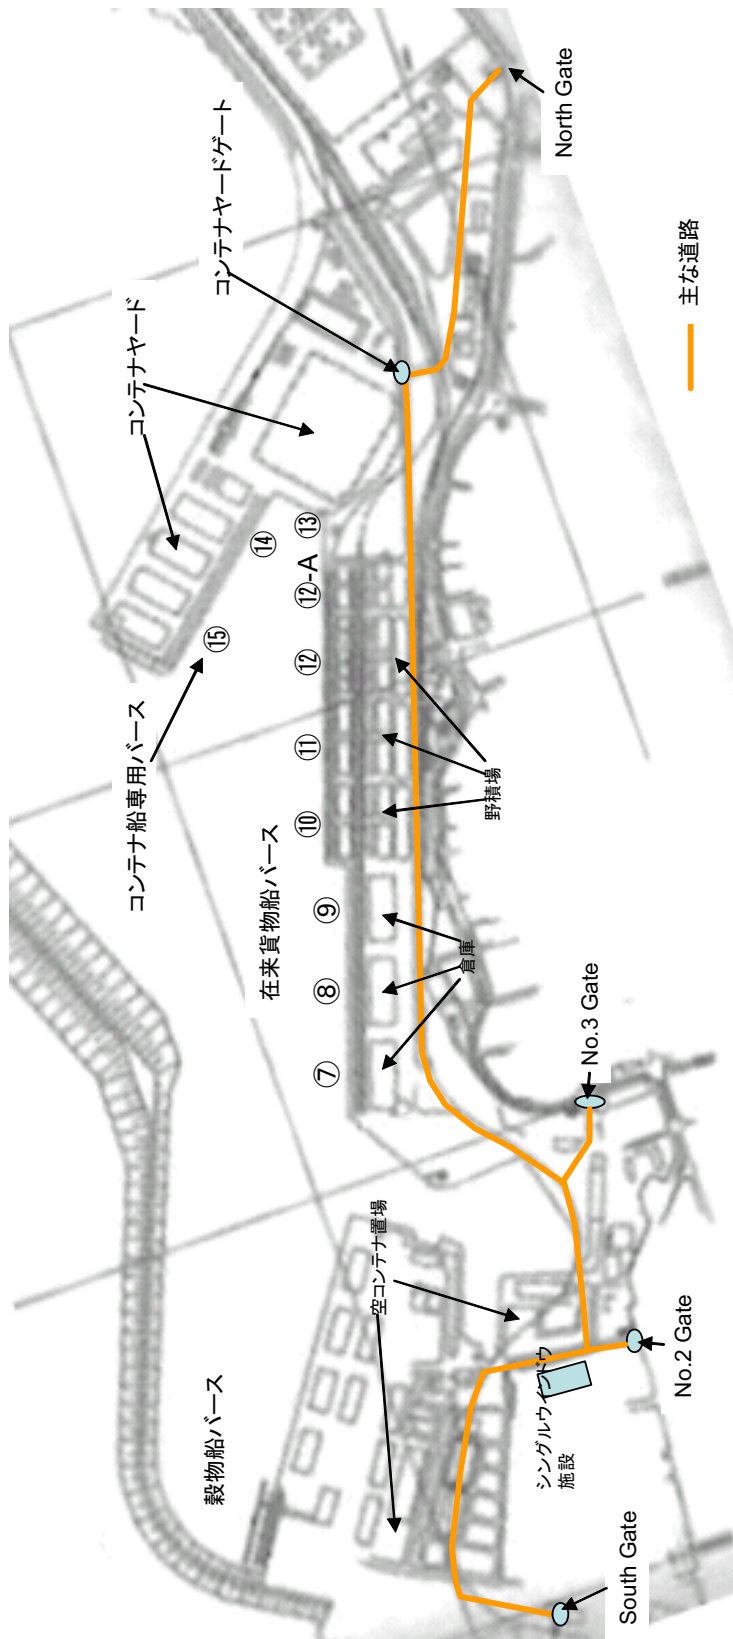 North Gate
コンテナヤードゲート
コンテナヤード
主な道路
⑬
⑭
⑫-A
⑮
⑫
コンテナ船専用バース
⑪
野積場
⑩
在来貨物船バース
⑨
倉庫
⑧
⑦
No.3 Gate
空コンテナ置場
No.2 Gate
シングルウィンドウ
施設
穀物船バース
South Gate